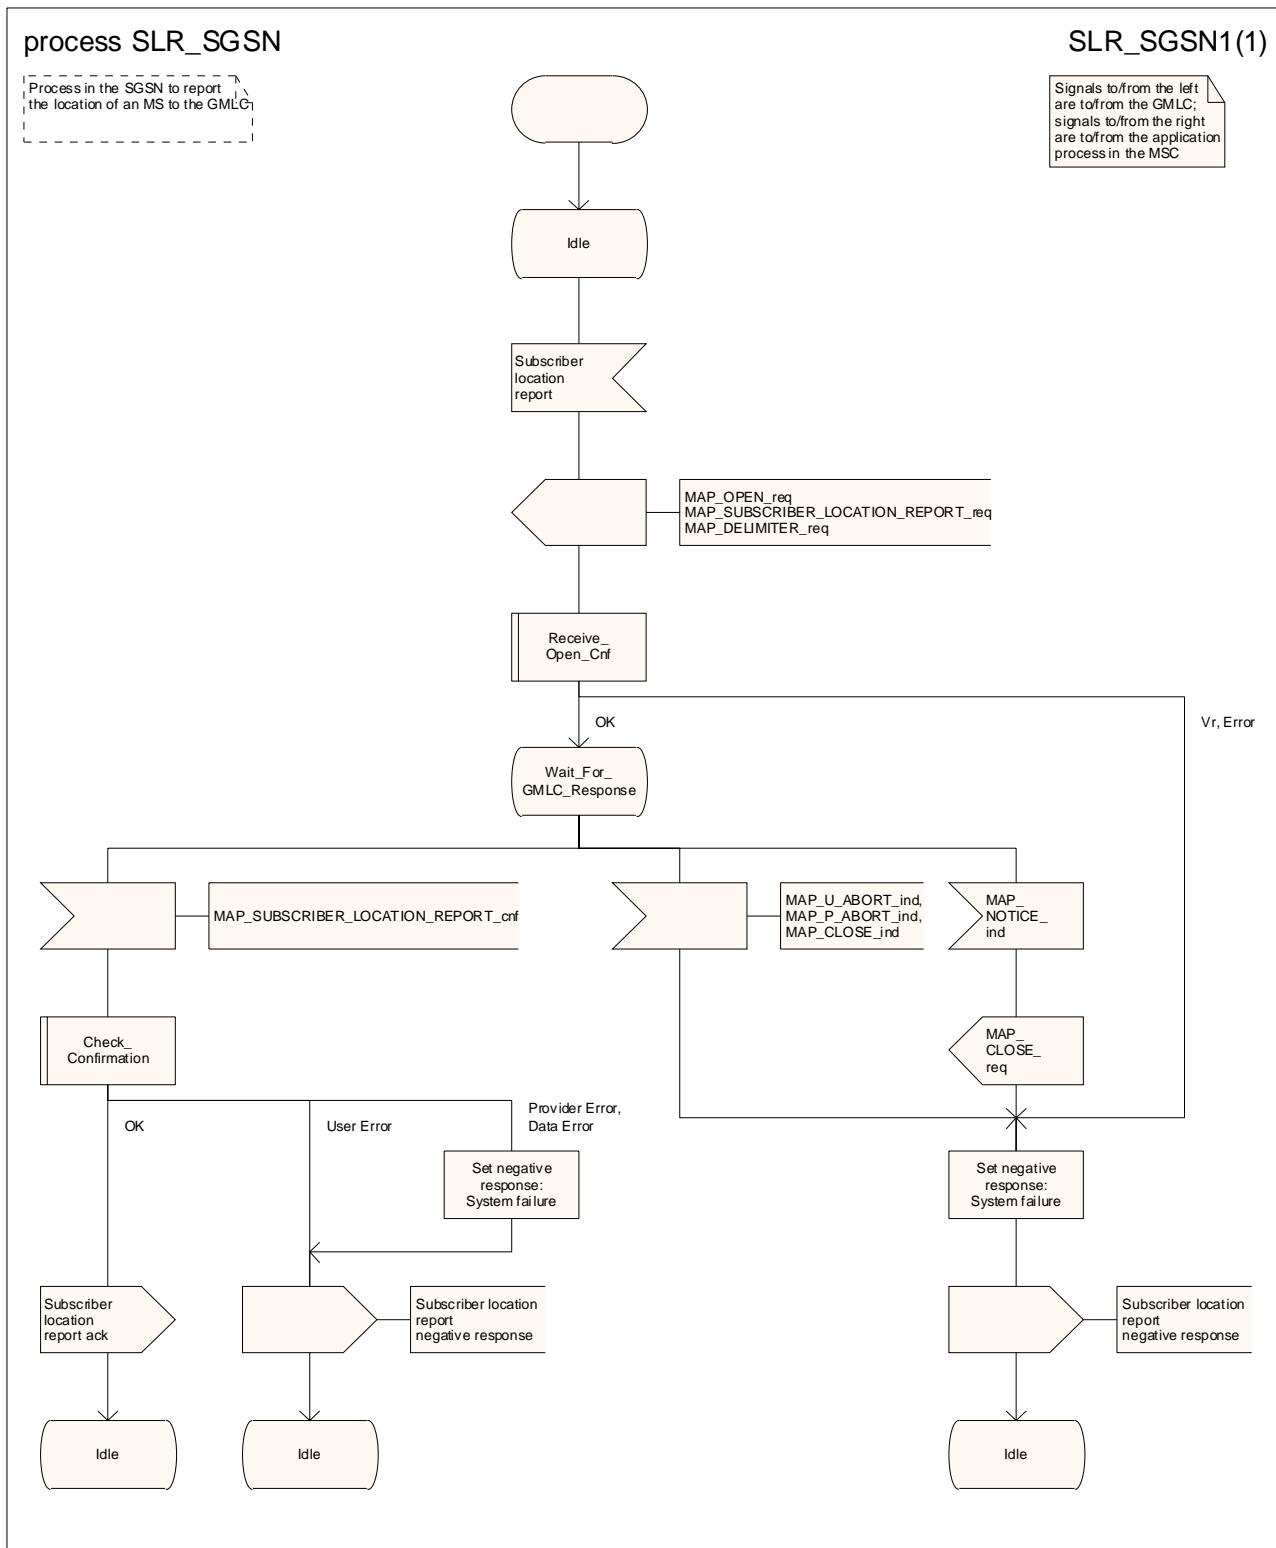 process SLR_SGSN
SLR_SGSN1(1)
Process in the SGSN to report
the location of an MS to the GMLC
Signals to/from the left
are to/from the GMLC;
signals to/from the right
are to/from the application
process in the MSC
Idle
Subscriber
location
report
MAP_OPEN_req
MAP_SUBSCRIBER_LOCATION_REPORT_req
MAP_DELIMITER_req
Receive_
Open_Cnf
OK
Vr, Error
Wait_For_
GMLC_Response
MAP_SUBSCRIBER_LOCATION_REPORT_cnf
MAP_U_ABORT_ind,
MAP_P_ABORT_ind,
MAP_CLOSE_ind
MAP_
NOTICE_
ind
Check_
Confirmation
MAP_
CLOSE_
req
OK
User Error
Provider Error,
Data Error
Set negative
response:
System failure
Set negative
response:
System failure
Subscriber
location
report ack
Subscriber location
report
negative response
Subscriber location
report
negative response
Idle
Idle
Idle